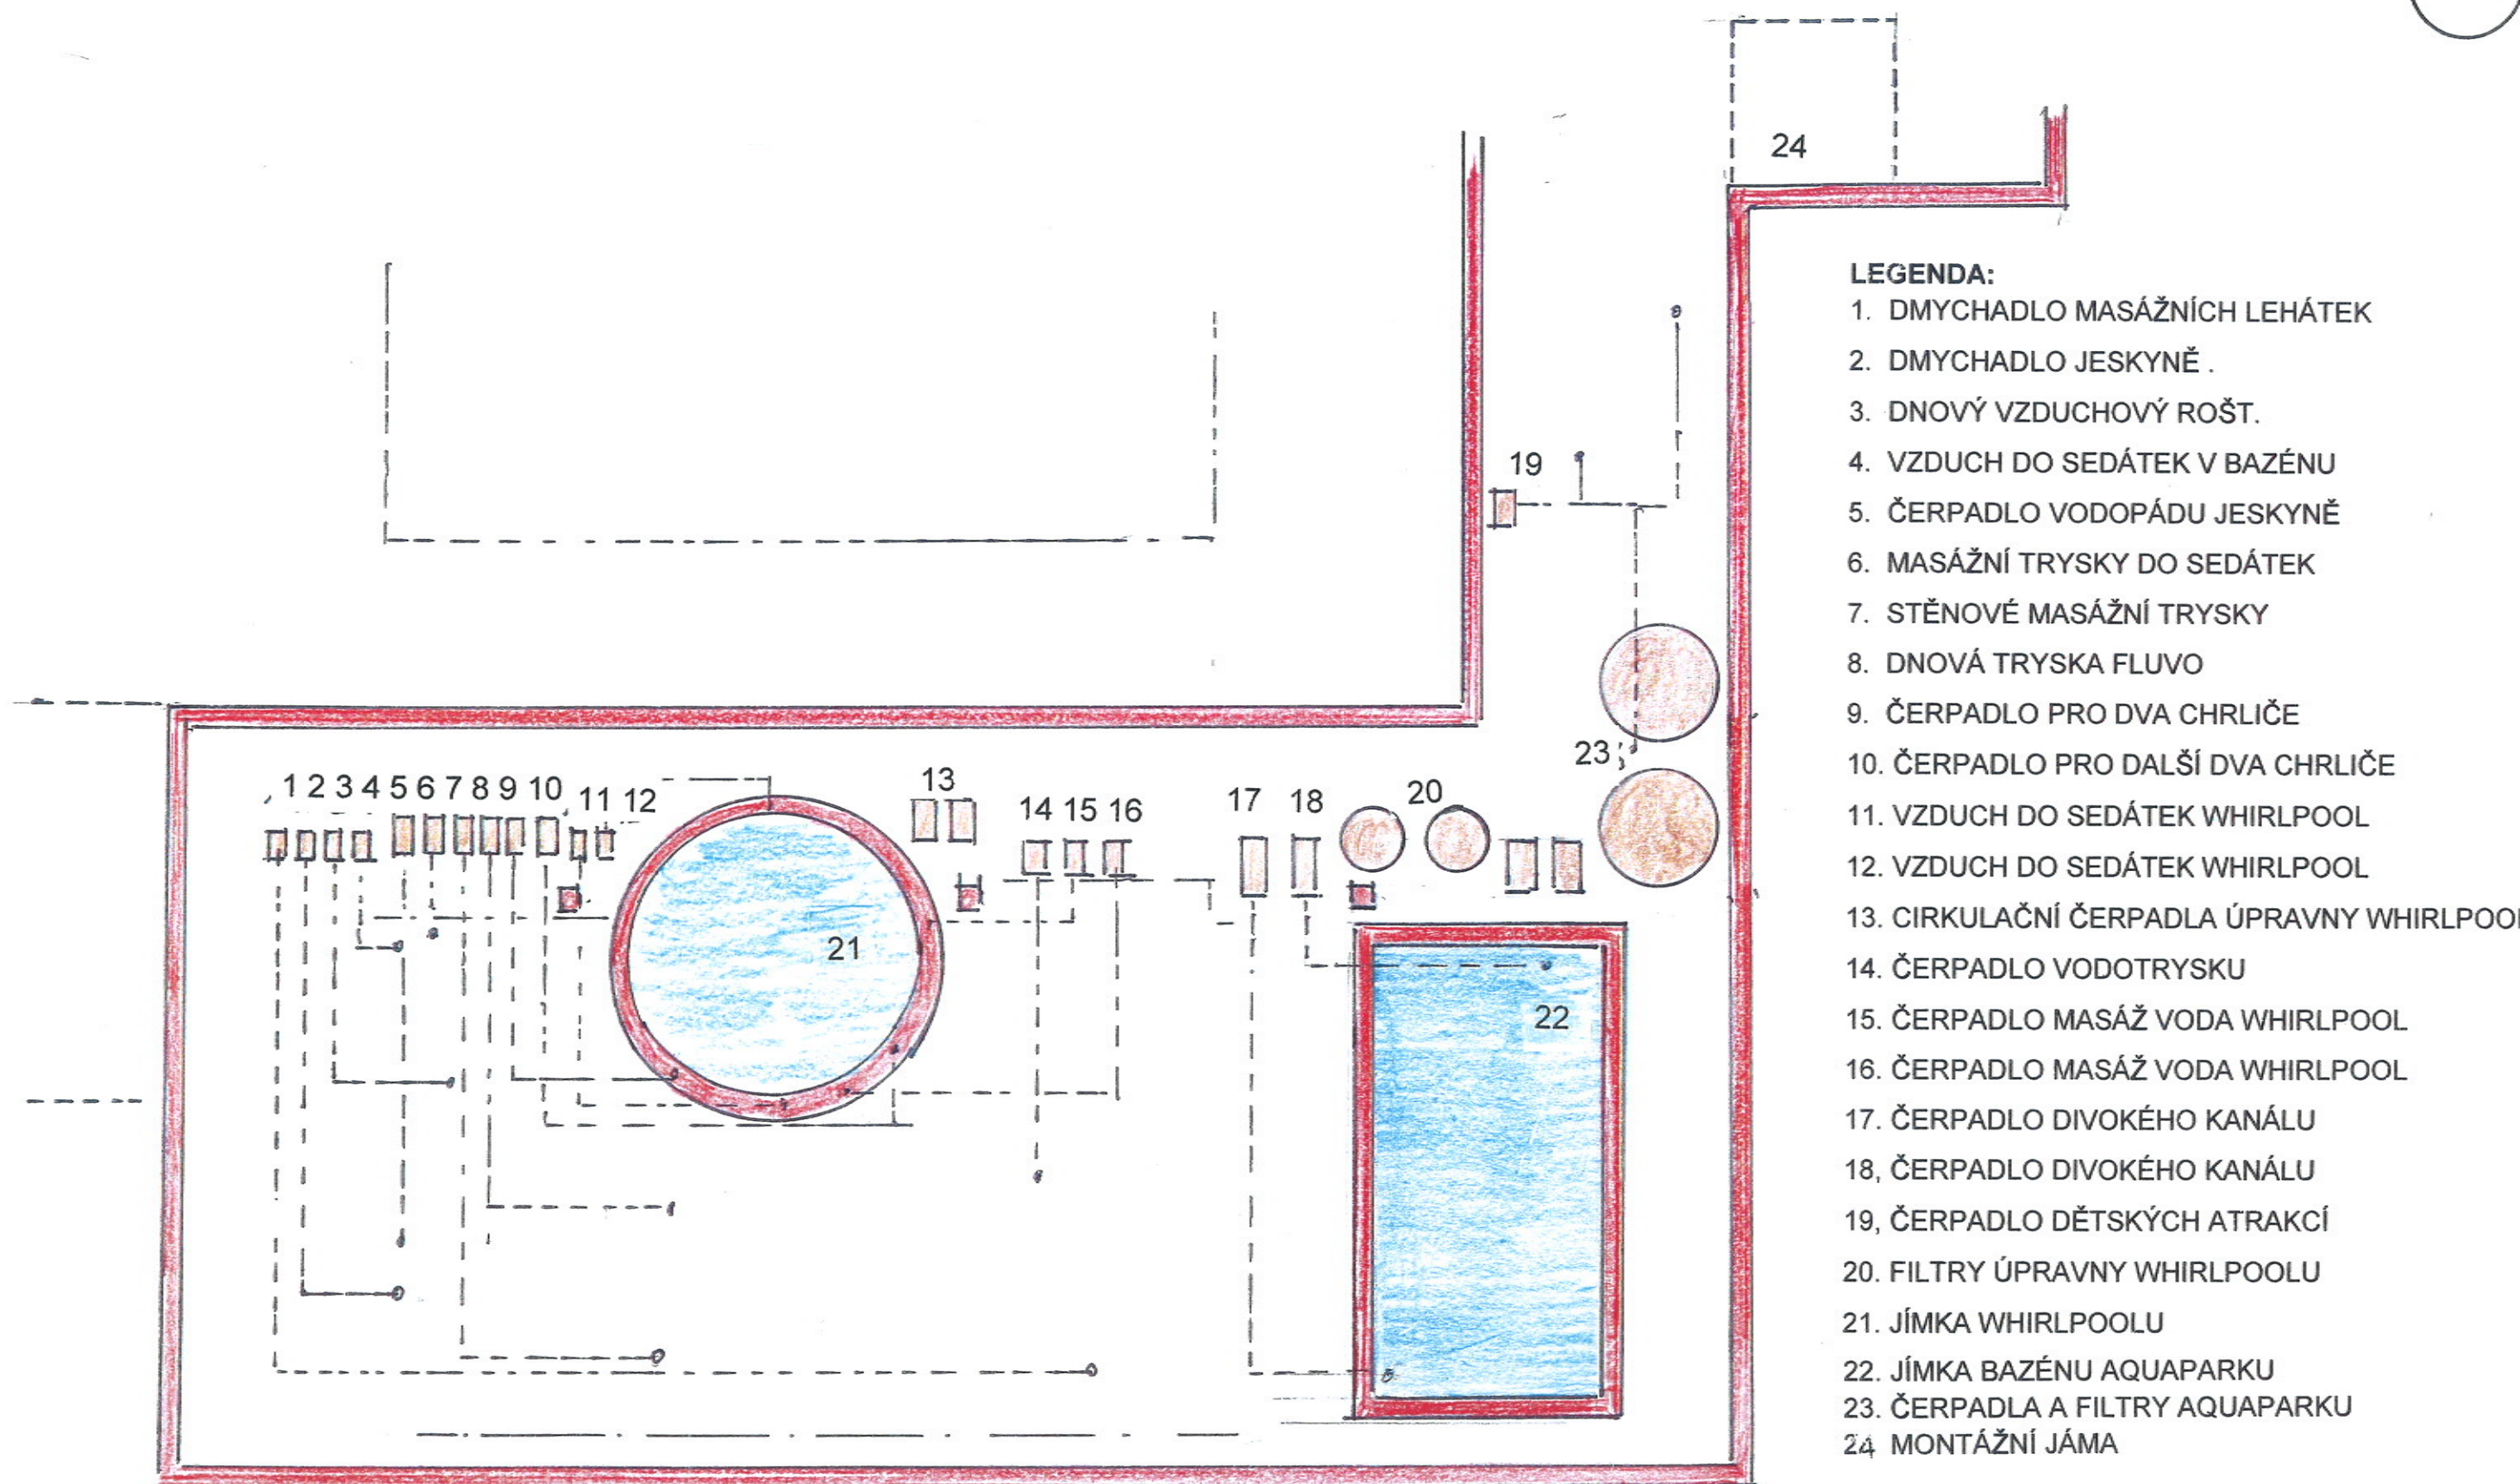 24
LEGENDA:
1. DMYCHADLO MASÁŽNÍCH LEHÁTEK
2. DMYCHADLO JESKYNĚ .
3. DNOVÝ VZDUCHOVÝ ROŠT.
4. VZDUCH DO SEDÁTEK V BAZÉNU
5. ČERPADLO VODOPÁDU JESKYNĚ
6. MASÁŽNÍ TRYSKY DO SEDÁTEK
7. STĚNOVÉ MASÁŽNÍ TRYSKY
8. DNOVÁ TRYSKA FLUVO
9. ČERPADLO PRO DVA CHRLIČE
10. ČERPADLO PRO DALŠÍ DVA CHRLIČE
11. VZDUCH DO SEDÁTEK WHIRLPOOL
12. VZDUCH DO SEDÁTEK WHIRLPOOL
13. CIRKULAČNÍ ČERPADLA ÚPRAVNY WHIRLPOOL
14. ČERPADLO VODOTRYSKU
15. ČERPADLO MASÁŽ VODA WHIRLPOOL
16. ČERPADLO MASÁŽ VODA WHIRLPOOL
17. ČERPADLO DIVOKÉHO KANÁLU
18, ČERPADLO DIVOKÉHO KANÁLU
19, ČERPADLO DĚTSKÝCH ATRAKCÍ
20. FILTRY ÚPRAVNY WHIRLPOOLU
21. JÍMKA WHIRLPOOLU
22. JÍMKA BAZÉNU AQUAPARKU
23. ČERPADLA A FILTRY AQUAPARKU
24 MONTÁŽNÍ JÁMA
19
23
1 2 3 4 5 6 7 8 9 10 11 12
13
14 15 16
17 18
20
21
22